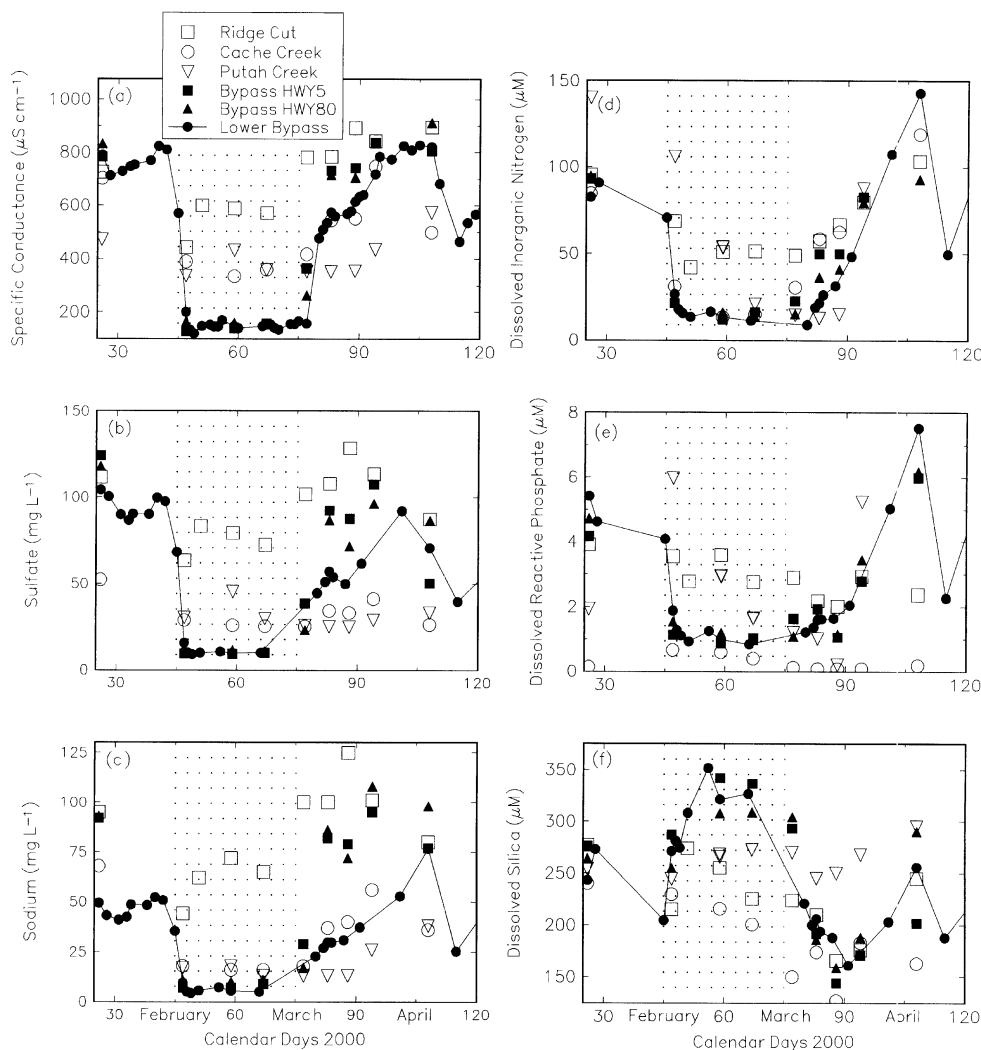 Ridge Cut
Cache Creek
Putah Creek
Bypass HWY5
Bypass HWY80
Lower Bypass
(a)
Specific Conductance (μS cm⁻¹)
1000
800
600
400
200
30 60 90 120
(b)
Sulfate (mg L⁻¹)
150
100
50
0
30 60 90 120
(c)
Sodium (mg L⁻¹)
125
100
75
50
25
0
30 February 60 March 90 April 120
Calendar Days 2000
(d)
Dissolved Inorganic Nitrogen (μM)
150
100
50
0
30 60 90 120
(e)
Dissolved Reactive Phosphate (μM)
8
6
4
2
0
30 60 90 120
(f)
Dissolved Silica (μM)
350
300
250
200
150
30 February 60 March 90 April 120
Calendar Days 2000